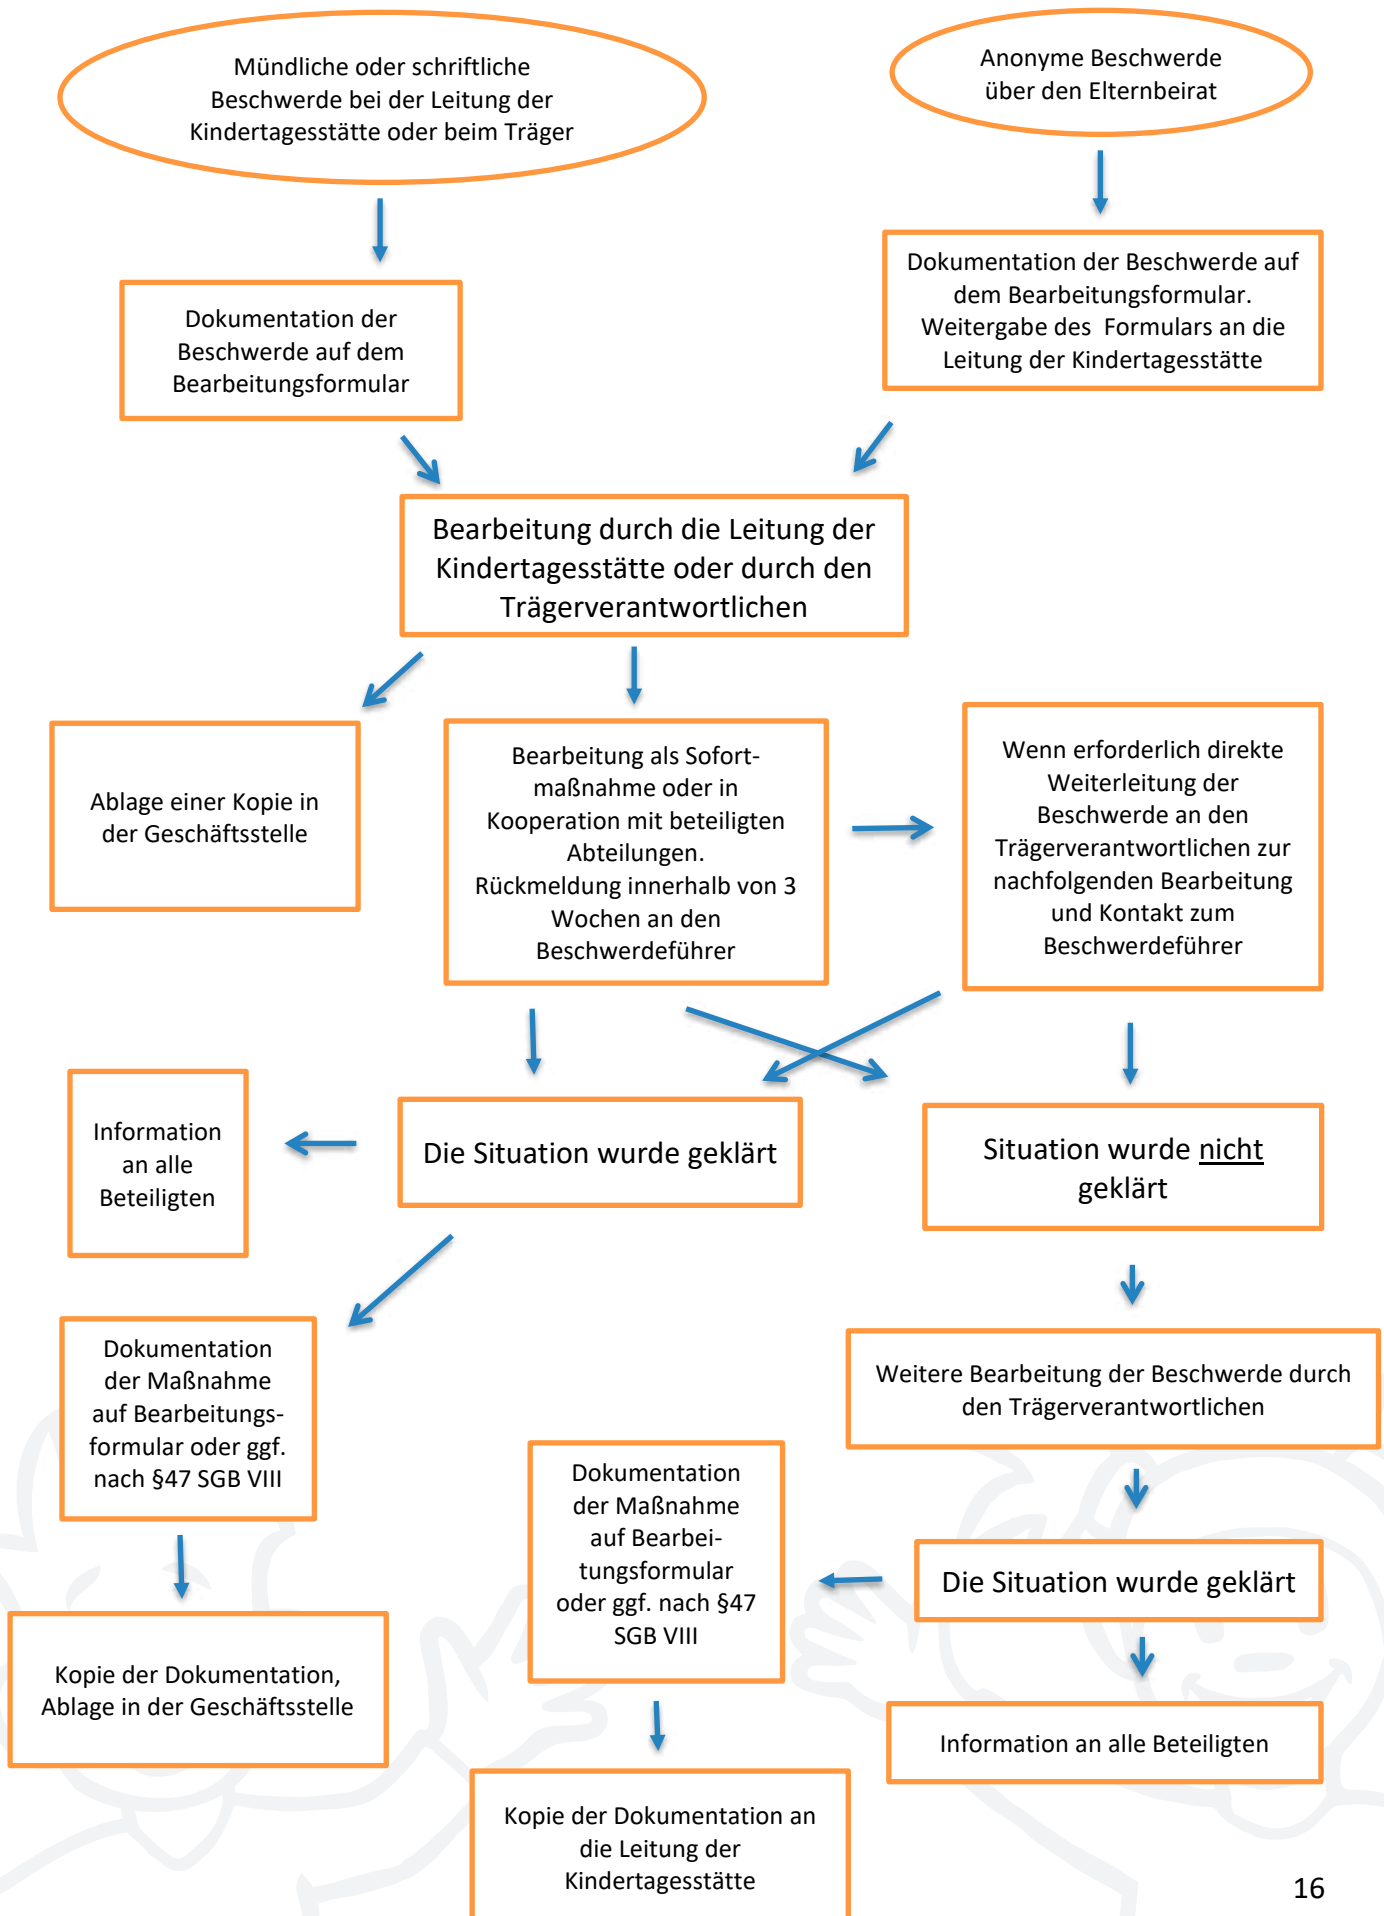 Mündliche oder schriftliche
Beschwerde bei der Leitung der
Kindertagesstätte oder beim Träger
Anonyme Beschwerde
über den Elternbeirat
Dokumentation der
Beschwerde auf dem
Bearbeitungsformular
Dokumentation der Beschwerde auf
dem Bearbeitungsformular.
Weitergabe des  Formulars an die
Leitung der Kindertagesstätte
Bearbeitung durch die Leitung der
Kindertagesstätte oder durch den
Trägerverantwortlichen
Ablage einer Kopie in
der Geschäftsstelle
Bearbeitung als Sofort-
maßnahme oder in
Kooperation mit beteiligten
Abteilungen.
Rückmeldung innerhalb von 3
Wochen an den
Beschwerdeführer
Wenn erforderlich direkte
Weiterleitung der
Beschwerde an den
Trägerverantwortlichen zur
nachfolgenden Bearbeitung
und Kontakt zum
Beschwerdeführer
Information
an alle
Beteiligten
Die Situation wurde geklärt
Situation wurde nicht
geklärt
Dokumentation
der Maßnahme
auf Bearbeitungs-
formular oder ggf.
nach §47 SGB VIII
Weitere Bearbeitung der Beschwerde durch
den Trägerverantwortlichen
Dokumentation
der Maßnahme
auf Bearbei-
tungsformular
oder ggf. nach §47
SGB VIII
Die Situation wurde geklärt
Kopie der Dokumentation,
Ablage in der Geschäftsstelle
Information an alle Beteiligten
Kopie der Dokumentation an
die Leitung der
Kindertagesstätte
16